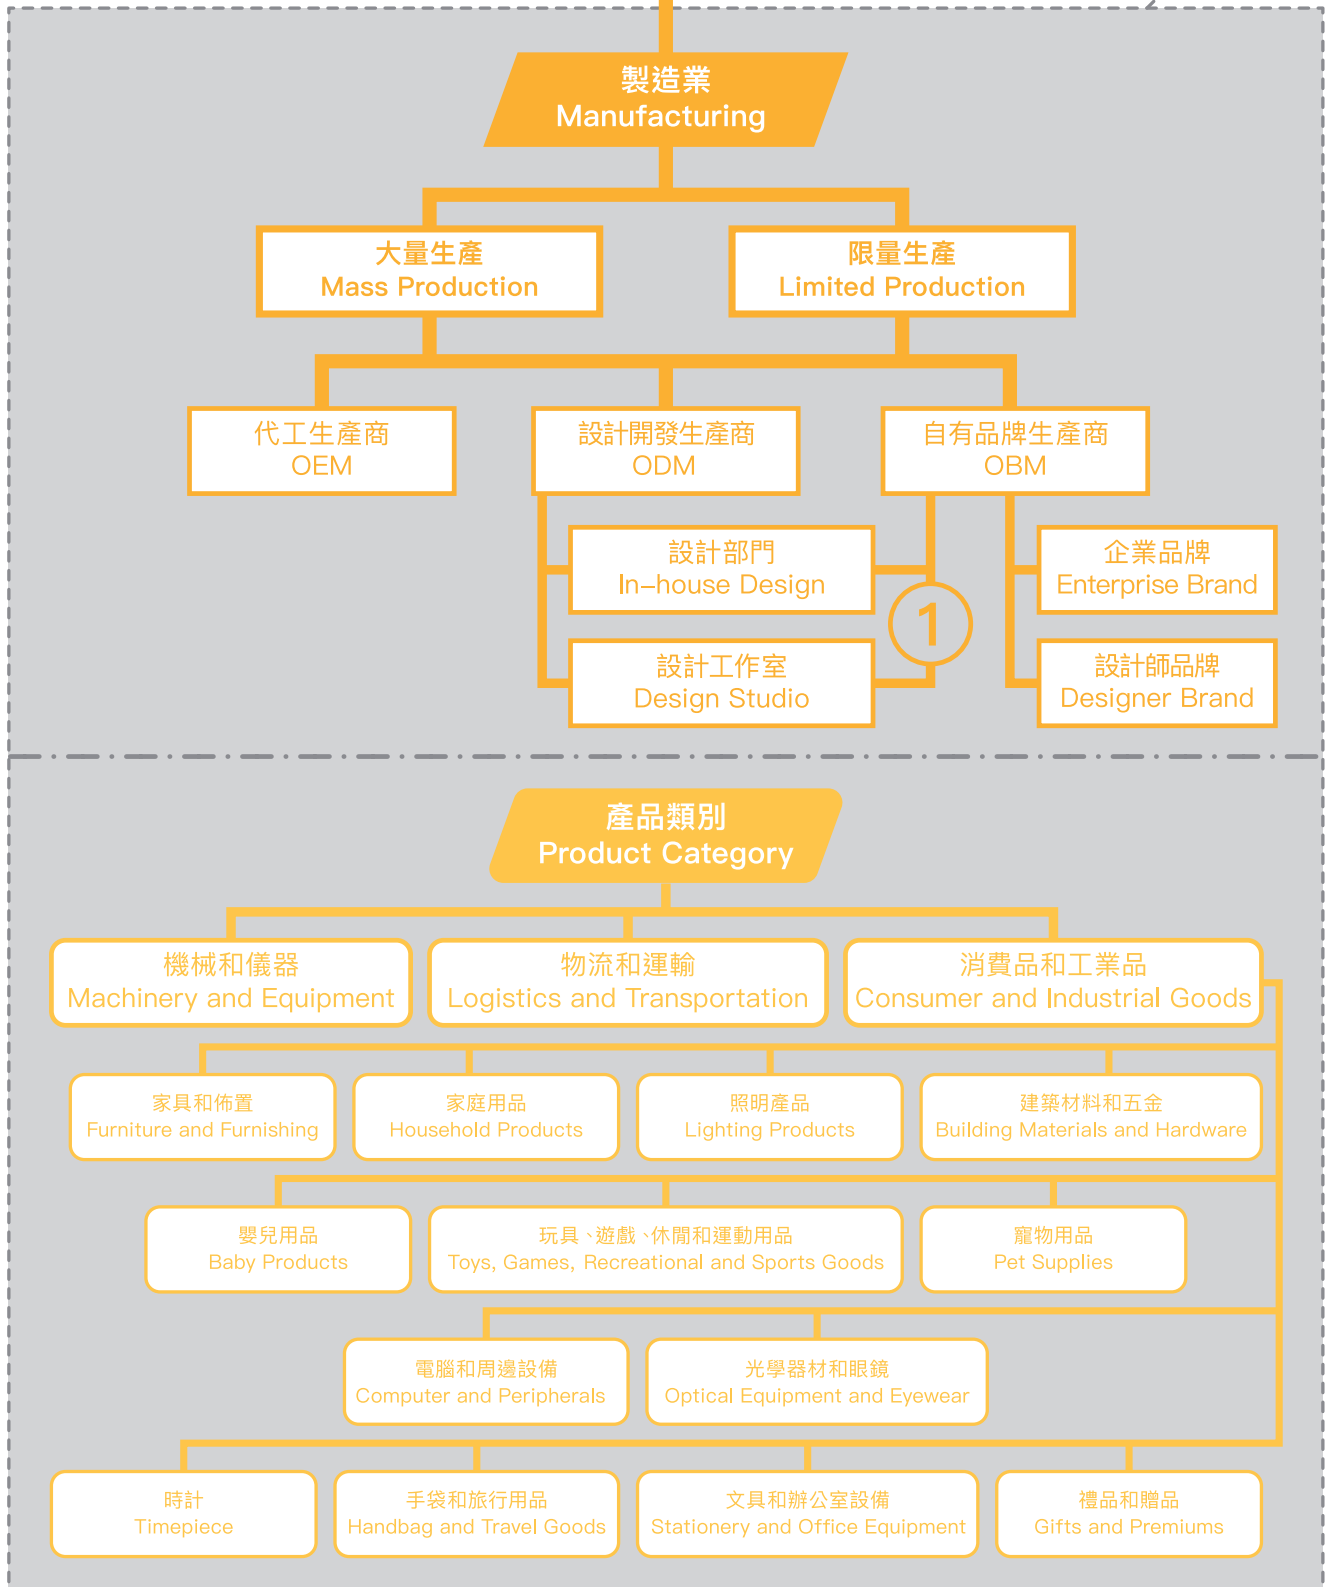 製造業
Manufacturing
大量生產
Mass Production
限量生產
Limited Production
代工生產商
OEM
設計開發生產商
ODM
自有品牌生產商
OBM
設計部門
In-house Design
企業品牌
Enterprise Brand
1
設計工作室
Design Studio
設計師品牌
Designer Brand
產品類別
Product Category
機械和儀器
Machinery and Equipment
物流和運輸
Logistics and Transportation
消費品和工業品
Consumer and Industrial Goods
家具和佈置
Furniture and Furnishing
家庭用品
Household Products
照明產品
Lighting Products
建築材料和五金
Building Materials and Hardware
嬰兒用品
Baby Products
玩具、遊戲、休閒和運動用品
Toys, Games, Recreational and Sports Goods
寵物用品
Pet Supplies
電腦和周邊設備
Computer and Peripherals
光學器材和眼鏡
Optical Equipment and Eyewear
時計
Timepiece
手袋和旅行用品
Handbag and Travel Goods
文具和辦公室設備
Stationery and Office Equipment
禮品和贈品
Gifts and Premiums